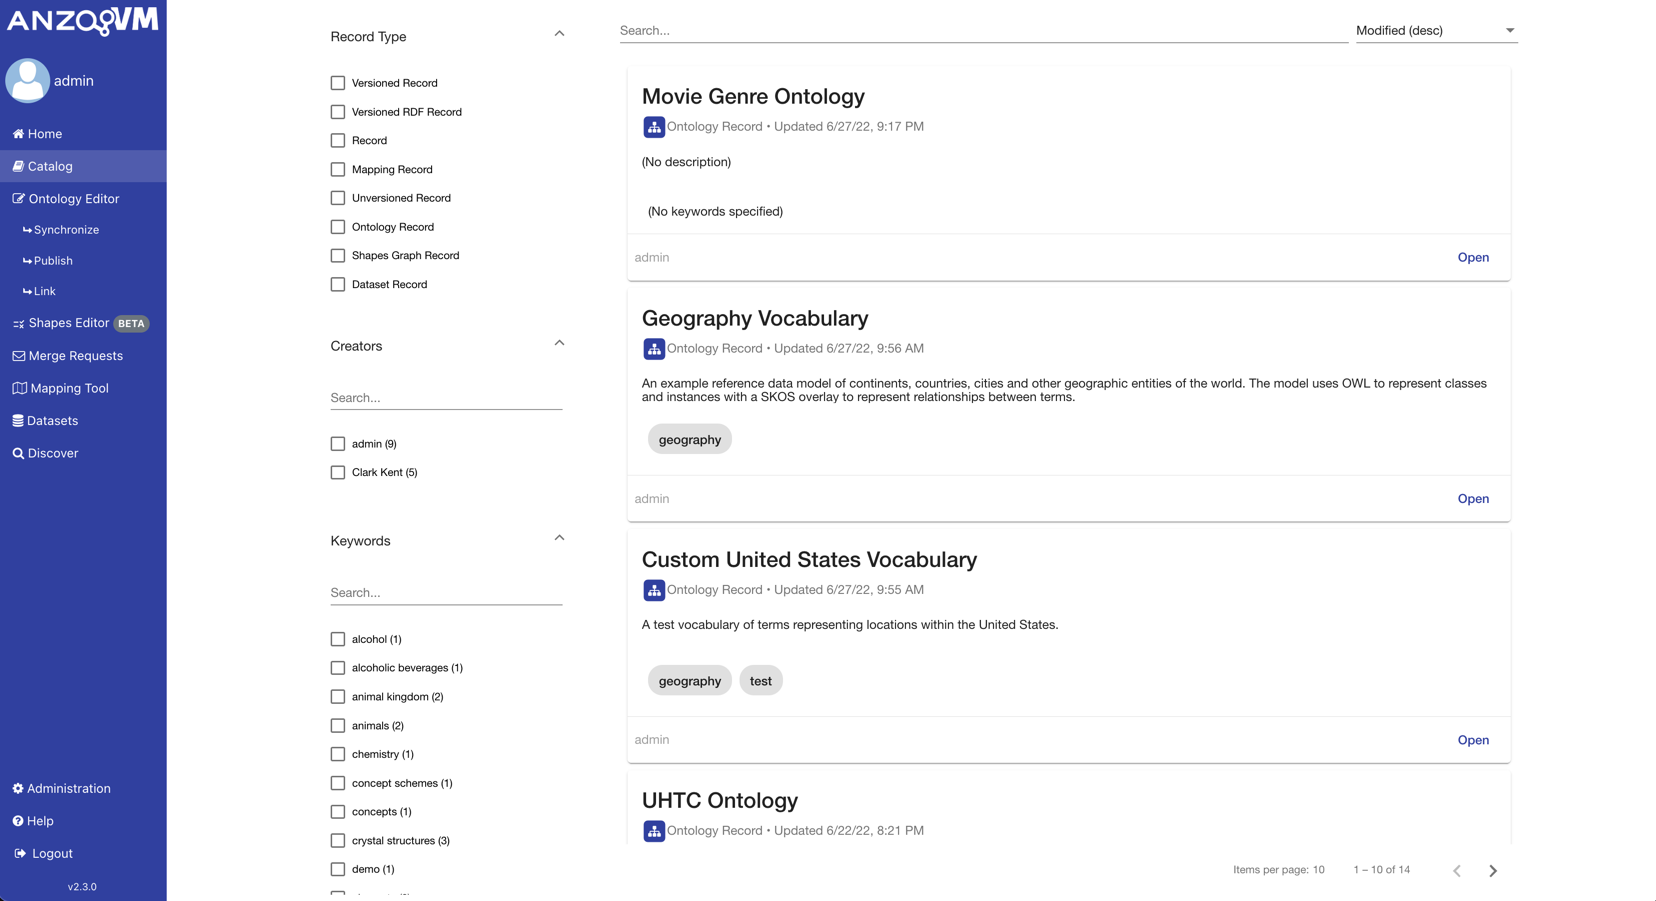 ANZOVM
admin
Home
Catalog
Ontology Editor
Synchronize
Publish
Link
Shapes Editor BETA
Merge Requests
Mapping Tool
Datasets
Discover
Administration
Help
Logout
v2.3.0
Record Type
Versioned Record
Versioned RDF Record
Record
Mapping Record
Unversioned Record
Ontology Record
Shapes Graph Record
Dataset Record
Creators
Search...
admin (9)
Clark Kent (5)
Keywords
Search...
alcohol (1)
alcoholic beverages (1)
animal kingdom (2)
animals (2)
chemistry (1)
concept schemes (1)
concepts (1)
crystal structures (3)
demo (1)
Search...
Modified (desc)
Movie Genre Ontology
Ontology Record • Updated 6/27/22, 9:17 PM
(No description)
(No keywords specified)
admin
Open
Geography Vocabulary
Ontology Record • Updated 6/27/22, 9:56 AM
An example reference data model of continents, countries, cities and other geographic entities of the world. The model uses OWL to represent classes
and instances with a SKOS overlay to represent relationships between terms.
geography
admin
Open
Custom United States Vocabulary
Ontology Record • Updated 6/27/22, 9:55 AM
A test vocabulary of terms representing locations within the United States.
geography test
admin
Open
UHTC Ontology
Ontology Record • Updated 6/22/22, 8:21 PM
Items per page: 10 1 – 10 of 14